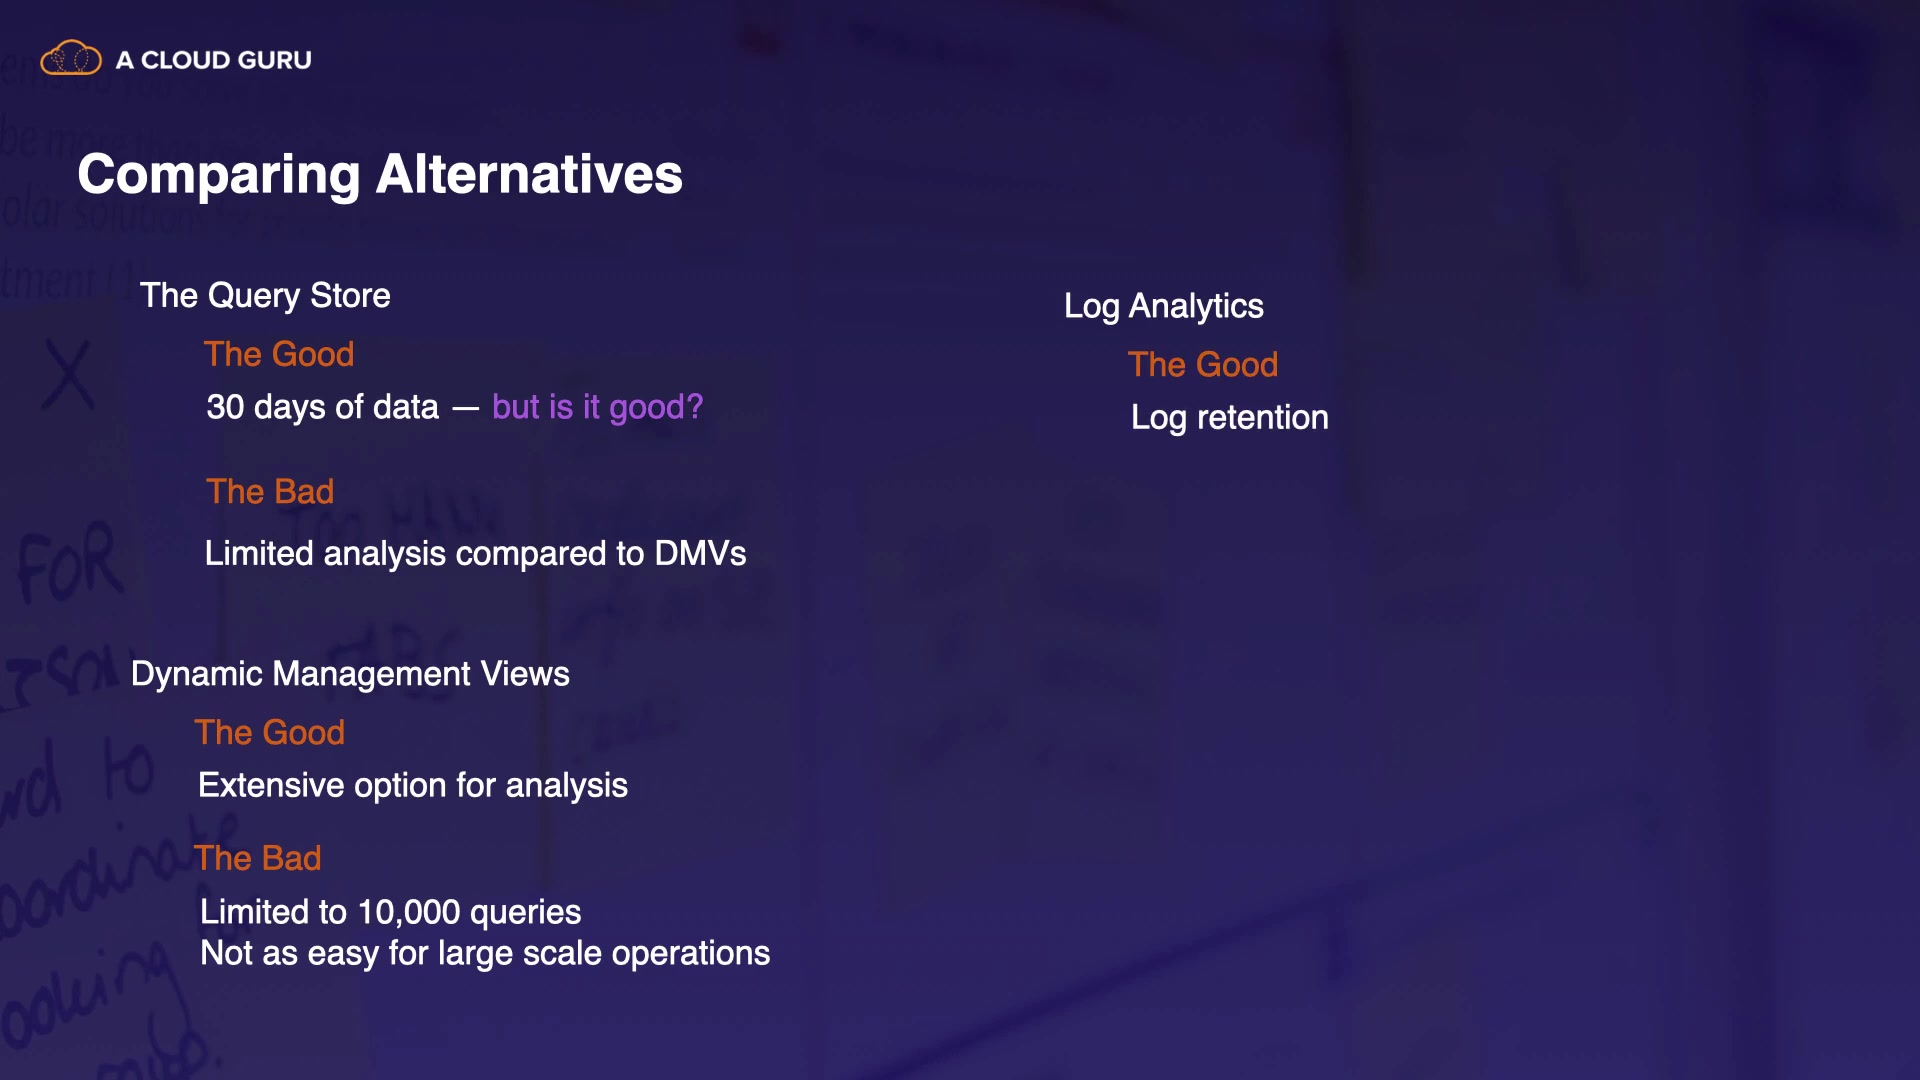 A CLOUD GURU
Comparing Alternatives
The Query Store
The Good
30 days of data — but is it good?
The Bad
Limited analysis compared to DMVs
Dynamic Management Views
The Good
Extensive option for analysis
The Bad
Limited to 10,000 queries
Not as easy for large scale operations
Log Analytics
The Good
Log retention
X
FOR